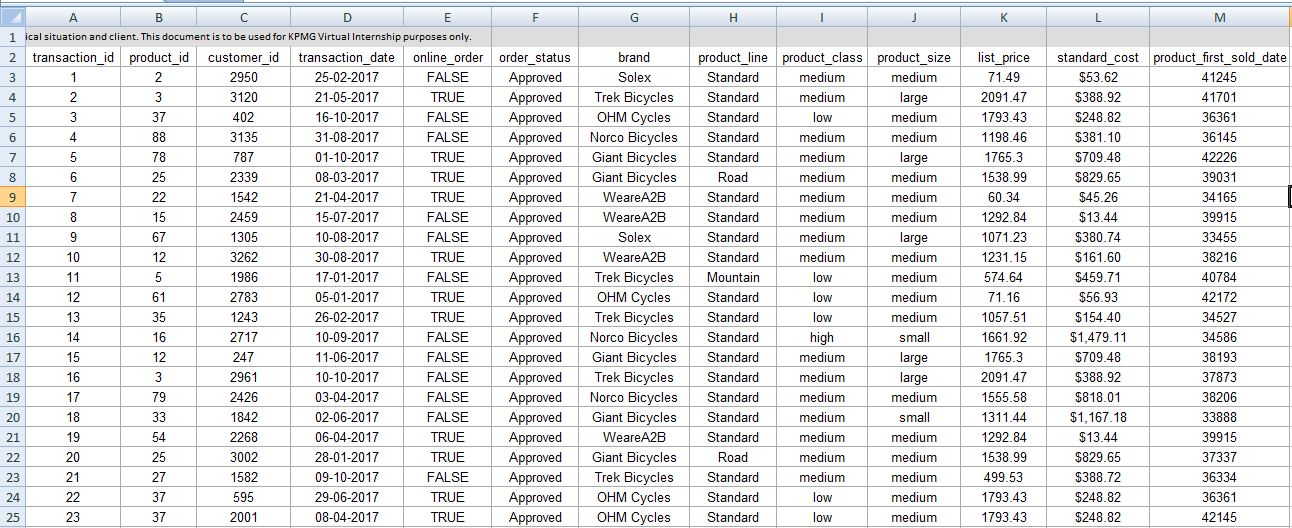 A B C D E F G H I J K L M
1 ical situation and client. This document is to be used for KPMG Virtual Internship purposes only.
2 transaction_id product_id customer_id transaction_date online_order order_status brand product_line product_class product_size list_price standard_cost product_first_sold_date
3 1 2 2950 25-02-2017 FALSE Approved Solex Standard medium medium 71.49 $53.62 41245
4 2 3 3120 21-05-2017 TRUE Approved Trek Bicycles Standard medium large 2091.47 $388.92 41701
5 3 37 402 16-10-2017 FALSE Approved OHM Cycles Standard low medium 1793.43 $248.82 36361
6 4 88 3135 31-08-2017 FALSE Approved Norco Bicycles Standard medium medium 1198.46 $381.10 36145
7 5 78 787 01-10-2017 TRUE Approved Giant Bicycles Standard medium large 1765.3 $709.48 42226
8 6 25 2339 08-03-2017 TRUE Approved Giant Bicycles Road medium medium 1538.99 $829.65 39031
9 7 22 1542 21-04-2017 TRUE Approved WeareA2B Standard medium medium 60.34 $45.26 34165
10 8 15 2459 15-07-2017 FALSE Approved WeareA2B Standard medium medium 1292.84 $13.44 39915
11 9 67 1305 10-08-2017 FALSE Approved Solex Standard medium large 1071.23 $380.74 33455
12 10 12 3262 30-08-2017 TRUE Approved WeareA2B Standard medium medium 1231.15 $161.60 38216
13 11 5 1986 17-01-2017 FALSE Approved Trek Bicycles Mountain low medium 574.64 $459.71 40784
14 12 61 2783 05-01-2017 TRUE Approved OHM Cycles Standard low medium 71.16 $56.93 42172
15 13 35 1243 26-02-2017 TRUE Approved Trek Bicycles Standard low medium 1057.51 $154.40 34527
16 14 16 2717 10-09-2017 FALSE Approved Norco Bicycles Standard high small 1661.92 $1,479.11 34586
17 15 12 247 11-06-2017 FALSE Approved Giant Bicycles Standard medium large 1765.3 $709.48 38193
18 16 3 2961 10-10-2017 FALSE Approved Trek Bicycles Standard medium large 2091.47 $388.92 37873
19 17 79 2426 03-04-2017 FALSE Approved Norco Bicycles Standard medium medium 1555.58 $818.01 38206
20 18 33 1842 02-06-2017 FALSE Approved Giant Bicycles Standard medium small 1311.44 $1,167.18 33888
21 19 54 2268 06-04-2017 TRUE Approved WeareA2B Standard medium medium 1292.84 $13.44 39915
22 20 25 3002 28-01-2017 TRUE Approved Giant Bicycles Road medium medium 1538.99 $829.65 37337
23 21 27 1582 09-10-2017 FALSE Approved Trek Bicycles Standard medium medium 499.53 $388.72 36334
24 22 37 595 29-06-2017 TRUE Approved OHM Cycles Standard low medium 1793.43 $248.82 36361
25 23 37 2001 08-04-2017 TRUE Approved OHM Cycles Standard low medium 1793.43 $248.82 42145